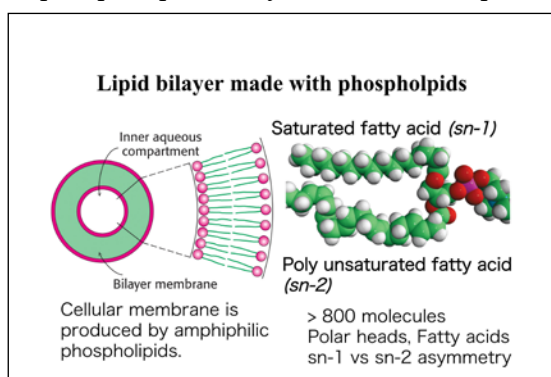 Lipid bilayer made with phospholpids
Inner aqueous
compartment
Bilayer membrane
Cellular membrane is
produced by amphiphilic
phospholipids.
Saturated fatty acid (sn-1)
Poly unsaturated fatty acid
(sn-2)
> 800 molecules
Polar heads, Fatty acids
sn-1 vs sn-2 asymmetry